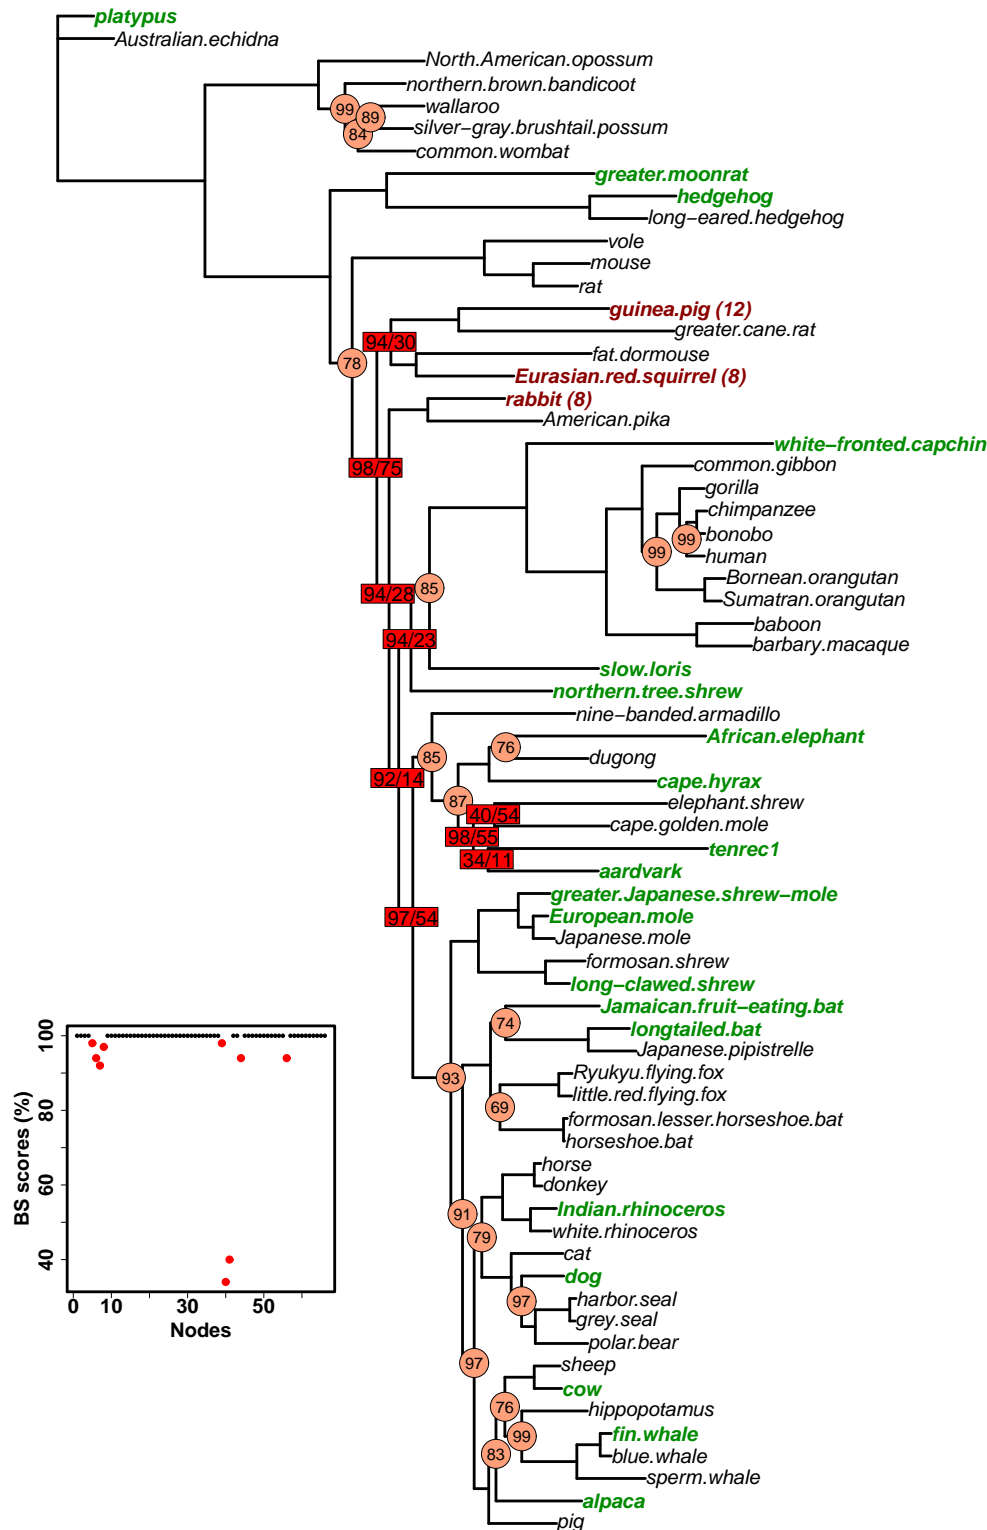 platypus
Australian.echidna
North.American.opossum
northern.brown.bandicoot
99
wallaroo
89
silver-gray.brushtail.possum
84
common.wombat
greater.moonrat
hedgehog
long-eared.hedgehog
vole
mouse
rat
guinea.pig (12)
greater.cane.rat
94/30
fat.dormouse
78
Eurasian.red.squirrel (8)
rabbit (8)
American.pika
white-fronted.capchin
common.gibbon
98/75
gorilla
chimpanzee
bonobo
99
99
human
Bornean.orangutan
94/28
85
Sumatran.orangutan
baboon
94/23
barbary.macaque
slow.loris
northern.tree.shrew
nine-banded.armadillo
African.elephant
76
85
dugong
92/14
cape.hyrax
87
elephant.shrew
40/54
cape.golden.mole
98/55
tenrec1
34/11
aardvark
greater.Japanese.shrew-mole
97/54
European.mole
Japanese.mole
formosan.shrew
long-clawed.shrew
Jamaican.fruit-eating.bat
74
longtailed.bat
Japanese.pipistrelle
93
Ryukyu.flying.fox
little.red.flying.fox
69
formosan.lesser.horseshoe.bat
horseshoe.bat
horse
donkey
91
Indian.rhinoceros
79
white.rhinoceros
cat
dog
97
harbor.seal
grey.seal
polar.bear
97
sheep
cow
76
hippopotamus
99
fin.whale
83
blue.whale
sperm.whale
alpaca
pig
BS scores (%)
100
80
60
40
0
10
30
50
Nodes